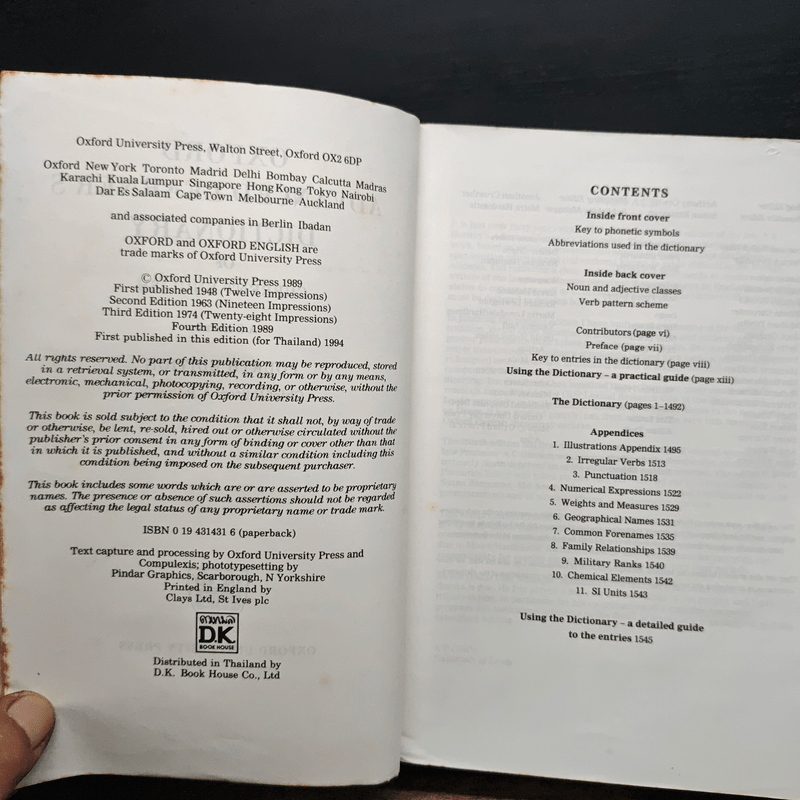 Oxford University Press, Walton Street, Oxford OX2 6DP
Oxford New York Toronto Madrid Delhi Bombay Calcutta Madras
Karachi Kuala Lumpur Singapore Hong Kong Tokyo Nairobi
Dar Es Salaam Cape Town Melbourne Auckland
and associated companies in Berlin Ibadan
OXFORD and OXFORD ENGLISH are
trade marks of Oxford University Press
© Oxford University Press 1989
First published 1948 (Twelve Impressions)
Second Edition 1963 (Nineteen Impressions)
Third Edition 1974 (Twenty-eight Impressions)
Fourth Edition 1989
First published in this edition (for Thailand) 1994
All rights reserved. No part of this publication may be reproduced, stored
in a retrieval system, or transmitted, in any form or by any means,
electronic, mechanical, photocopying, recording, or otherwise, without the
prior permission of Oxford University Press.
This book is sold subject to the condition that it shall not, by way of trade
or otherwise, be lent, re-sold, hired out or otherwise circulated without the
publisher's prior consent in any form of binding or cover other than that
in which it is published, and without a similar condition including this
condition being imposed on the subsequent purchaser.
This book includes some words which are or are asserted to be proprietary
names. The presence or absence of such assertions should not be regarded
as affecting the legal status of any proprietary name or trade mark.
ISBN 0 19 431431 6 (paperback)
Text capture and processing by Oxford University Press and
Compulexis; phototypesetting by
Pindar Graphics, Scarborough, N Yorkshire
Printed in England by
Clays Ltd, St Ives plc
ดวงกมล
D.K.
BOOK HOUSE
Distributed in Thailand by
D.K. Book House Co., Ltd
CONTENTS
Inside front cover
Key to phonetic symbols
Abbreviations used in the dictionary
Inside back cover
Noun and adjective classes
Verb pattern scheme
Contributors (page vi)
Preface (page vii)
Key to entries in the dictionary (page viii)
Using the Dictionary – a practical guide (page xiii)
The Dictionary (pages 1–1492)
Appendices
1. Illustrations Appendix 1495
2. Irregular Verbs 1513
3. Punctuation 1518
4. Numerical Expressions 1522
5. Weights and Measures 1529
6. Geographical Names 1531
7. Common Forenames 1535
8. Family Relationships 1539
9. Military Ranks 1540
10. Chemical Elements 1542
11. SI Units 1543
Using the Dictionary – a detailed guide
to the entries 1545